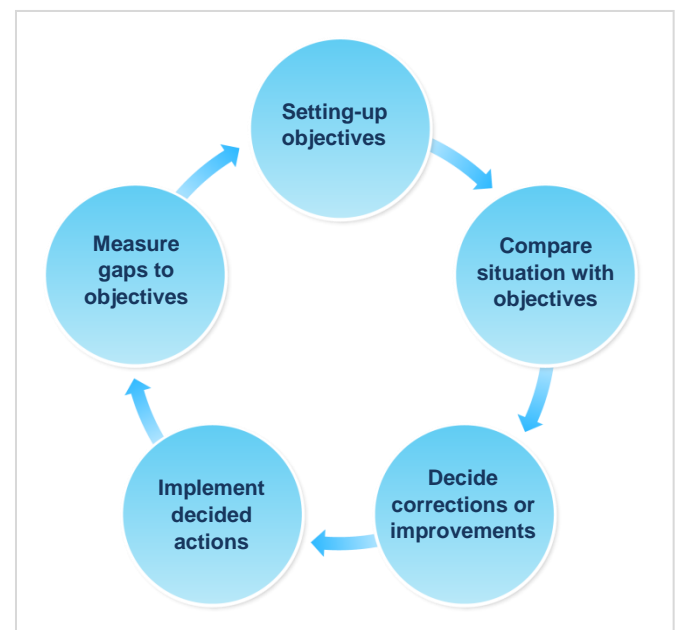 Setting-up
objectives
Compare
situation with
objectives
Decide
corrections or
improvements
Implement
decided
actions
Measure
gaps to
objectives